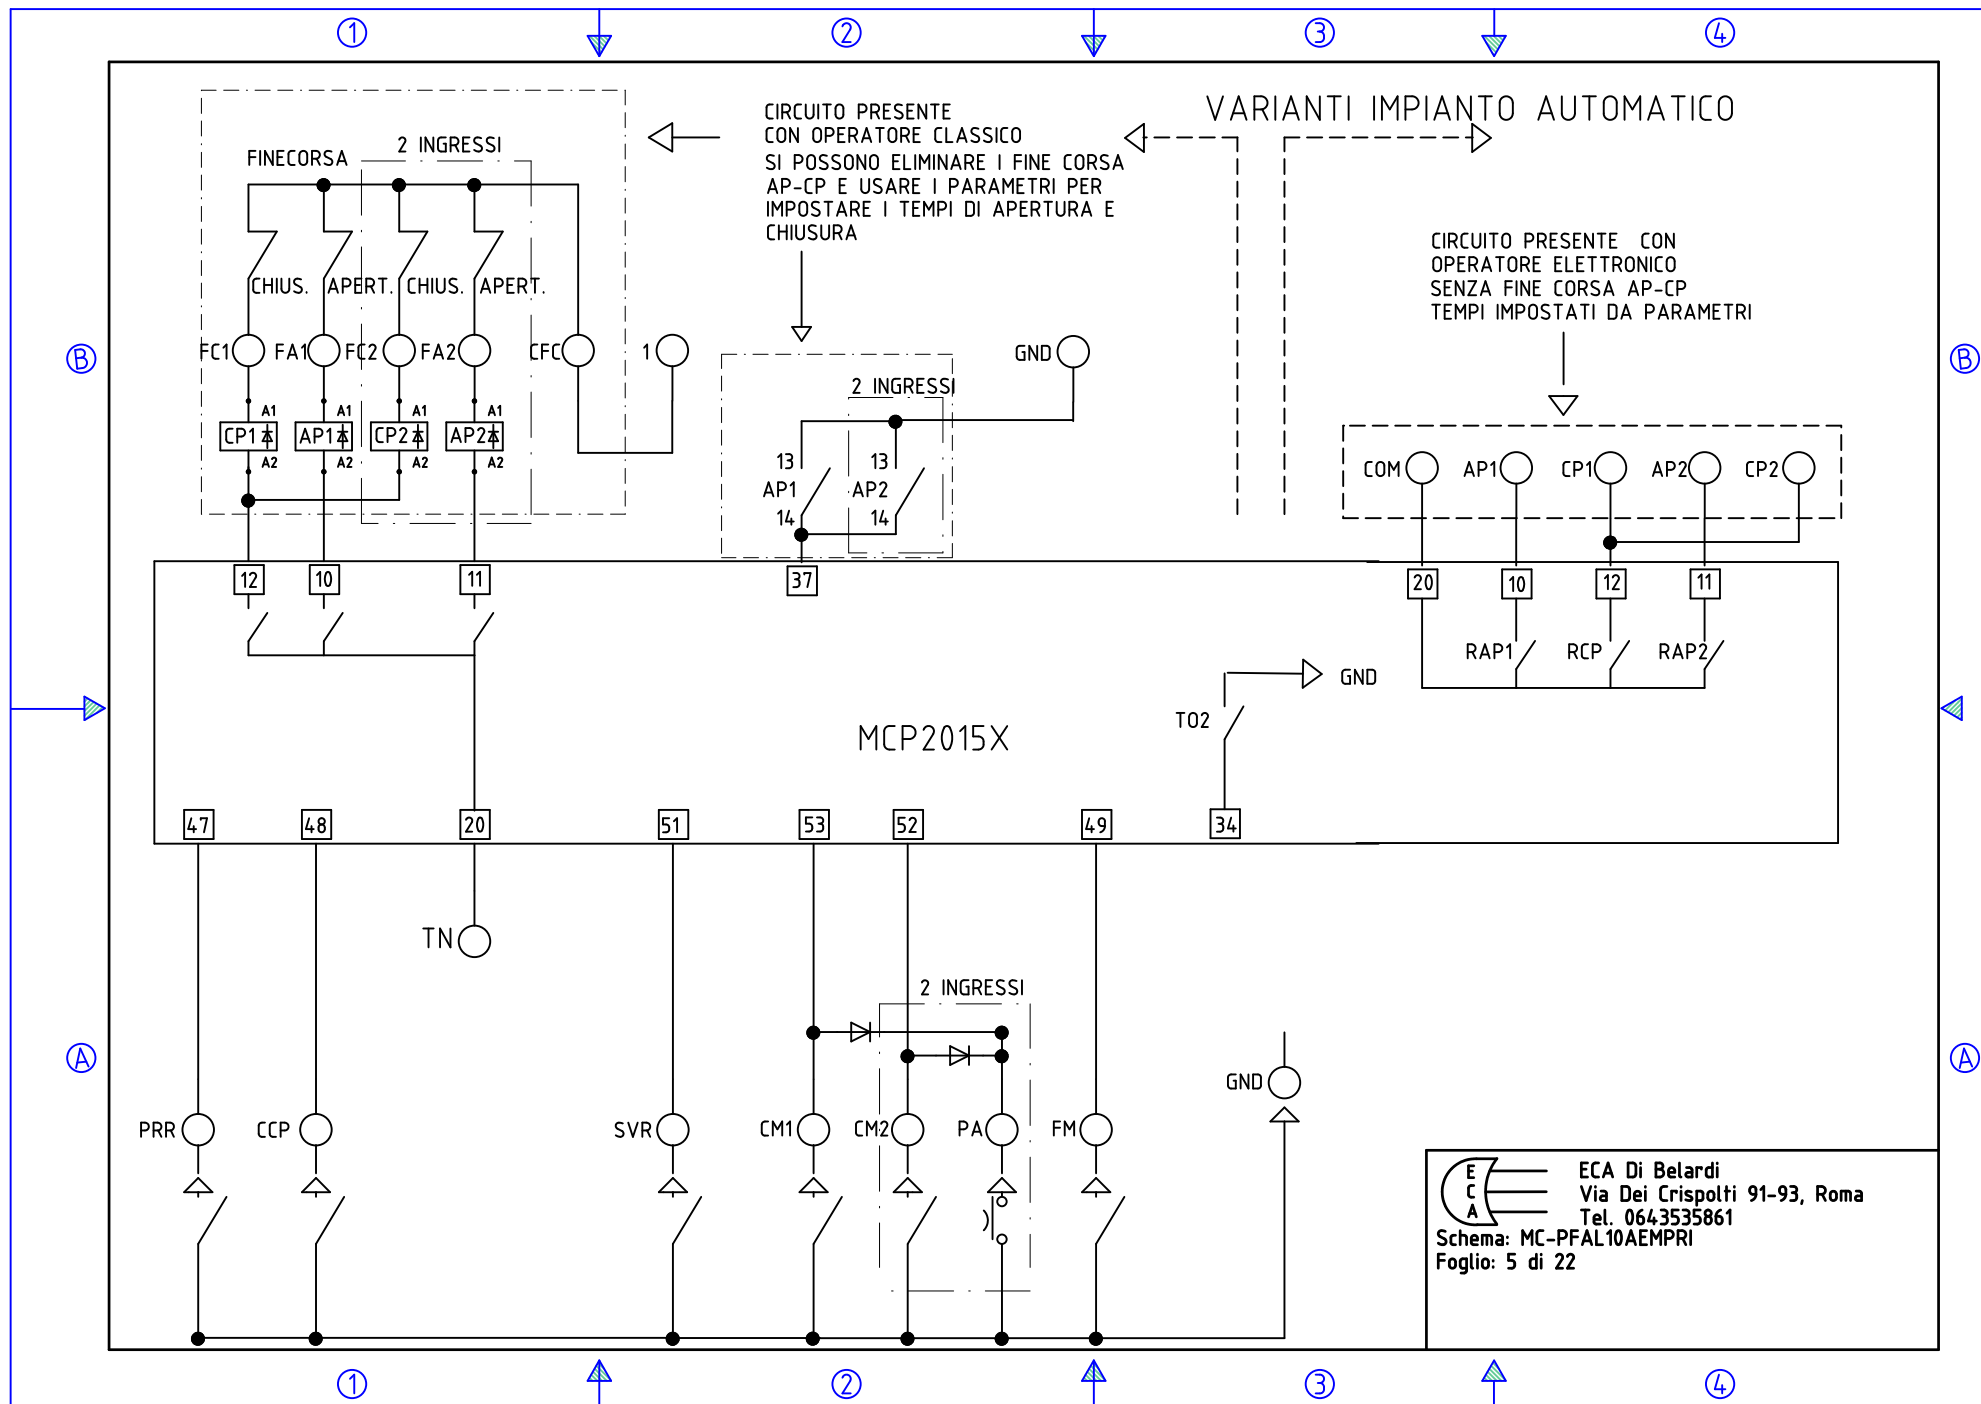 1 2 3 4
VARIANTI IMPIANTO AUTOMATICO
CIRCUITO PRESENTE
CON OPERATORE CLASSICO
SI POSSONO ELIMINARE I FINE CORSA
AP-CP E USARE I PARAMETRI PER
IMPOSTARE I TEMPI DI APERTURA E
CHIUSURA
2 INGRESSI
FINECORSA
CHIUS. APERT. CHIUS. APERT.
CIRCUITO PRESENTE CON
OPERATORE ELETTRONICO
SENZA FINE CORSA AP-CP
TEMPI IMPOSTATI DA PARAMETRI
B FC1 FA1 FC2 FA2 CFC 1 GND B
2 INGRESSI
A1 A1 A1 A1
CP1 AP1 CP2 AP2
A2 A2 A2 A2
13 13
AP1 AP2
14 14
COM AP1 CP1 AP2 CP2
12 10 11 37 20 10 12 11
RAP1 RCP RAP2
GND
TO2
MCP2015X
47 48 20 51 53 52 49 34
TN
2 INGRESSI
A A
GND
PRR CCP SVR CM1 CM2 PA FM
E
C
A
ECA Di Belardi
Via Dei Crispolti 91-93, Roma
Tel. 0643535861
Schema: MC-PFAL10AEMPRI
Foglio: 5 di 22
1 2 3 4